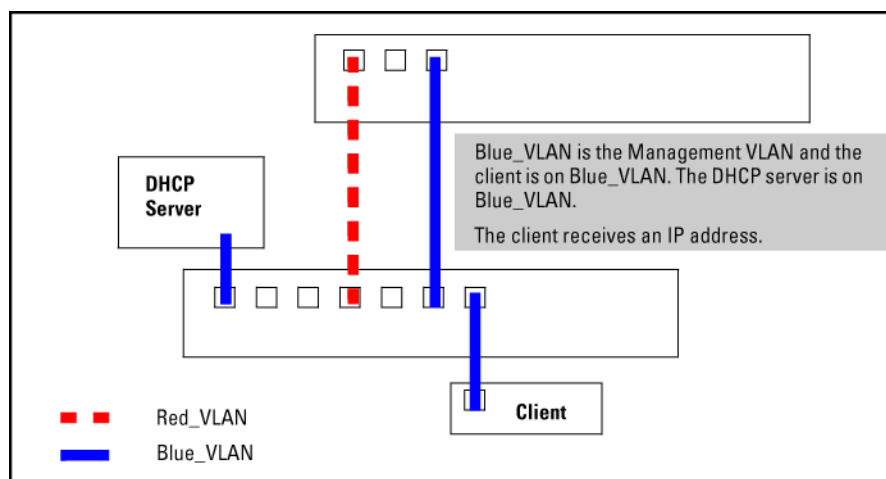 Blue_VLAN is the Management VLAN and the
client is on Blue_VLAN. The DHCP server is on
Blue_VLAN.
The client receives an IP address.
DHCP
Server
Client
Red_VLAN
Blue_VLAN